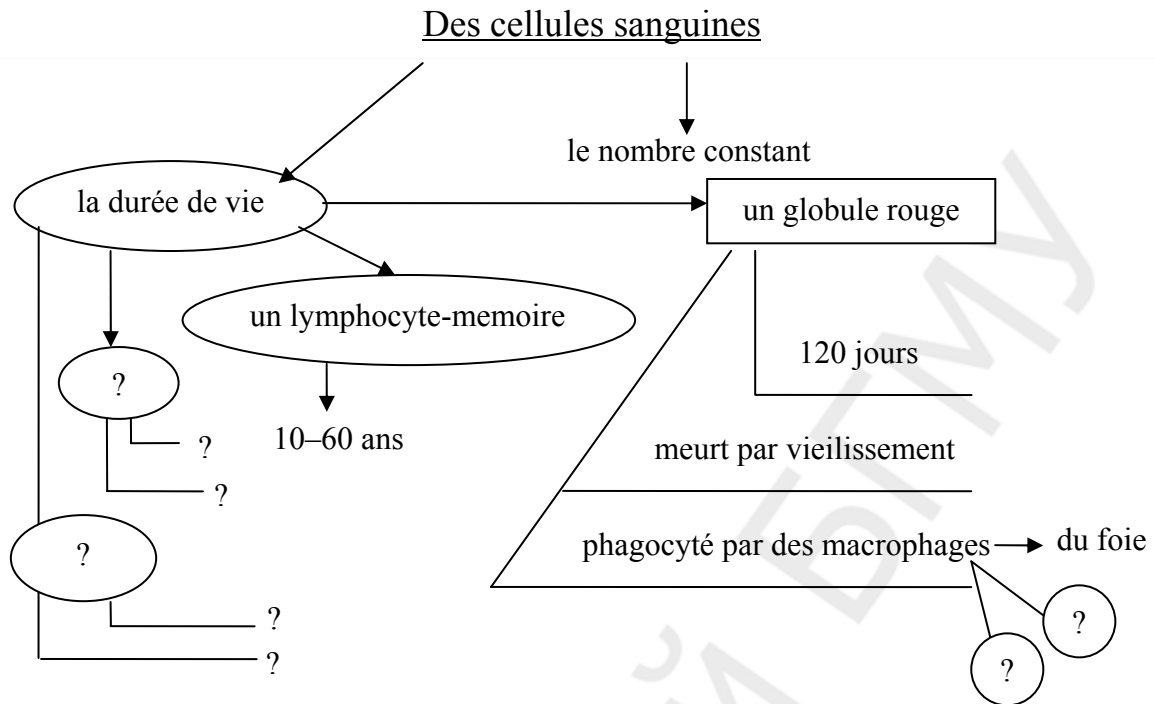 Des cellules sanguines
le nombre constant
la durée de vie
un globule rouge
un lymphocyte-memoire
120 jours
?
10–60 ans
?
meurt par vieilissement
?
?
phagocyté par des macrophages
du foie
?
?
?
?
БГМУ
Й